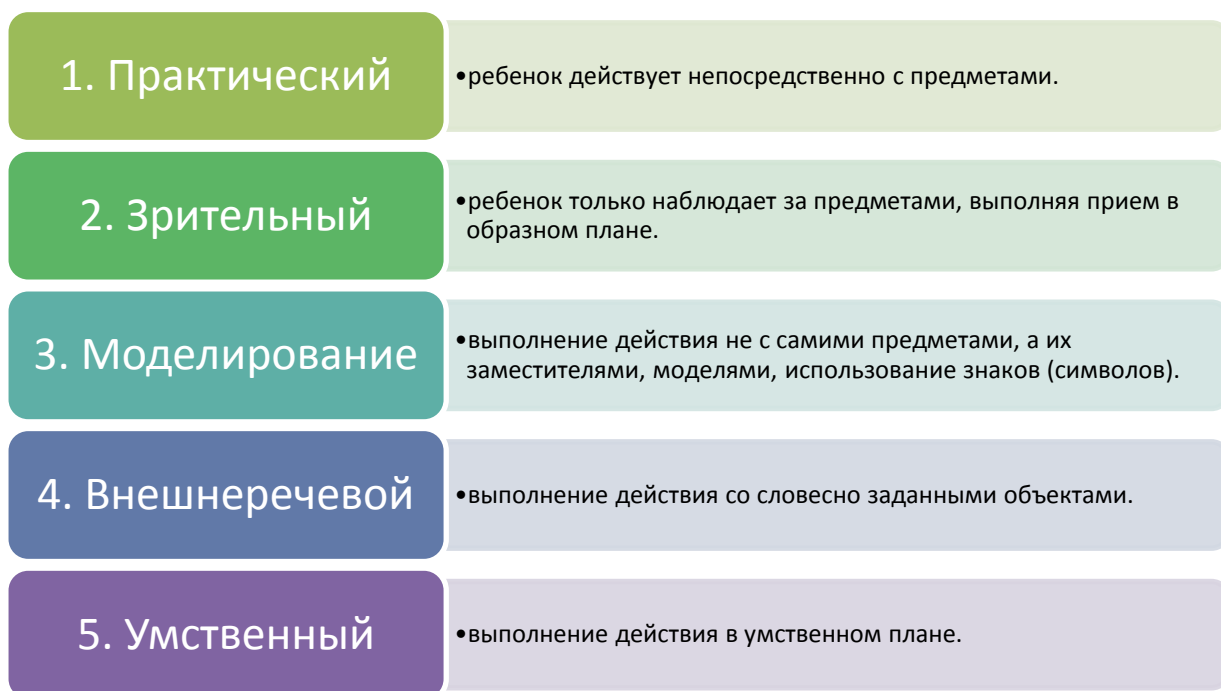 1. Практический
•ребенок действует непосредственно с предметами.
2. Зрительный
•ребенок только наблюдает за предметами, выполняя прием в
образном плане.
3. Моделирование
•выполнение действия не с самими предметами, а их
заместителями, моделями, использование знаков (символов).
4. Внешнеречевой
•выполнение действия со словесно заданными объектами.
5. Умственный
•выполнение действия в умственном плане.